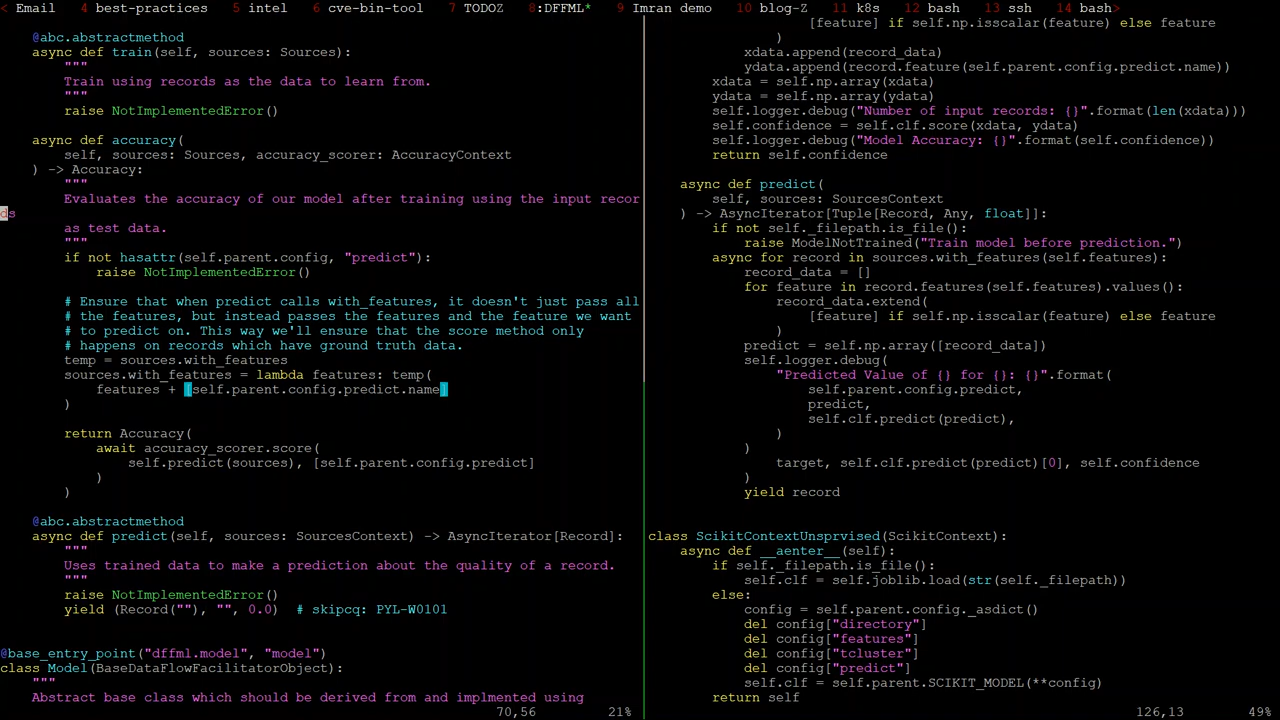 < Email  4 best-practices   5 intel   6 cve-bin-tool   7 TODOZ   8:DFFML*   9 Imran demo   10 blog-Z   11 k8s   12 bash   13 ssh   14 bash>
@abc.abstractmethod
async def train(self, sources: Sources):
"""
Train using records as the data to learn from.
"""
raise NotImplementedError()
async def accuracy(
self, sources: Sources, accuracy_scorer: AccuracyContext
) -> Accuracy:
"""
Evaluates the accuracy of our model after training using the input recor
ds
as test data.
"""
if not hasattr(self.parent.config, "predict"):
raise NotImplementedError()
# Ensure that when predict calls with_features, it doesn't just pass all
# the features, but instead passes the features and the feature we want
# to predict on. This way we'll ensure that the score method only
# happens on records which have ground truth data.
temp = sources.with_features
sources.with_features = lambda features: temp(
features + [self.parent.config.predict.name]
)
return Accuracy(
await accuracy_scorer.score(
self.predict(sources), [self.parent.config.predict]
)
)
@abc.abstractmethod
async def predict(self, sources: SourcesContext) -> AsyncIterator[Record]:
"""
Uses trained data to make a prediction about the quality of a record.
"""
raise NotImplementedError()
yield (Record(""), "", 0.0)  # skipcq: PYL-W0101
@base_entry_point("dffml.model", "model")
class Model(BaseDataFlowFacilitatorObject):
"""
Abstract base class which should be derived from and implmented using
70,56   21%
[feature] if self.np.isscalar(feature) else feature
)
xdata.append(record_data)
ydata.append(record.feature(self.parent.config.predict.name))
xdata = self.np.array(xdata)
ydata = self.np.array(ydata)
self.logger.debug("Number of input records: {}".format(len(xdata)))
self.confidence = self.clf.score(xdata, ydata)
self.logger.debug("Model Accuracy: {}".format(self.confidence))
return self.confidence
async def predict(
self, sources: SourcesContext
) -> AsyncIterator[Tuple[Record, Any, float]]:
if not self._filepath.is_file():
raise ModelNotTrained("Train model before prediction.")
async for record in sources.with_features(self.features):
record_data = []
for feature in record.features(self.features).values():
record_data.extend(
[feature] if self.np.isscalar(feature) else feature
)
predict = self.np.array([record_data])
self.logger.debug(
"Predicted Value of {} for {}: {}".format(
self.parent.config.predict,
predict,
self.clf.predict(predict),
)
)
target, self.clf.predict(predict)[0], self.confidence
)
yield record
class ScikitContextUnsprvised(ScikitContext):
async def __aenter__(self):
if self._filepath.is_file():
self.clf = self.joblib.load(str(self._filepath))
else:
config = self.parent.config._asdict()
del config["directory"]
del config["features"]
del config["tcluster"]
del config["predict"]
self.clf = self.parent.SCIKIT_MODEL(**config)
return self
126,13   49%